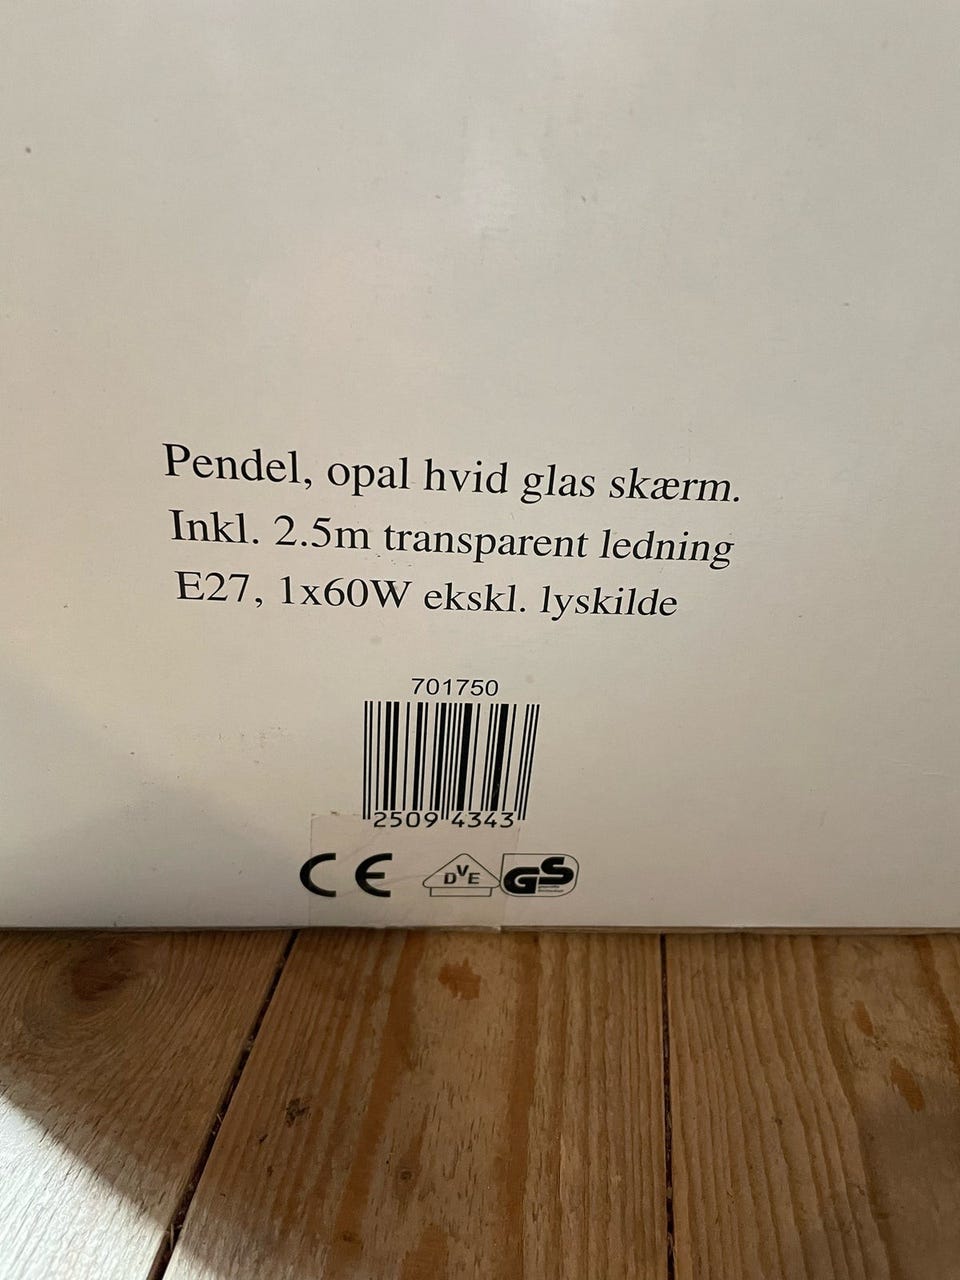 Pendel, opal hvid glas skærm.
Inkl. 2.5m transparent ledning
E27, 1x60W ekskl. lyskilde
701750
2509 4343
CE DVE GS